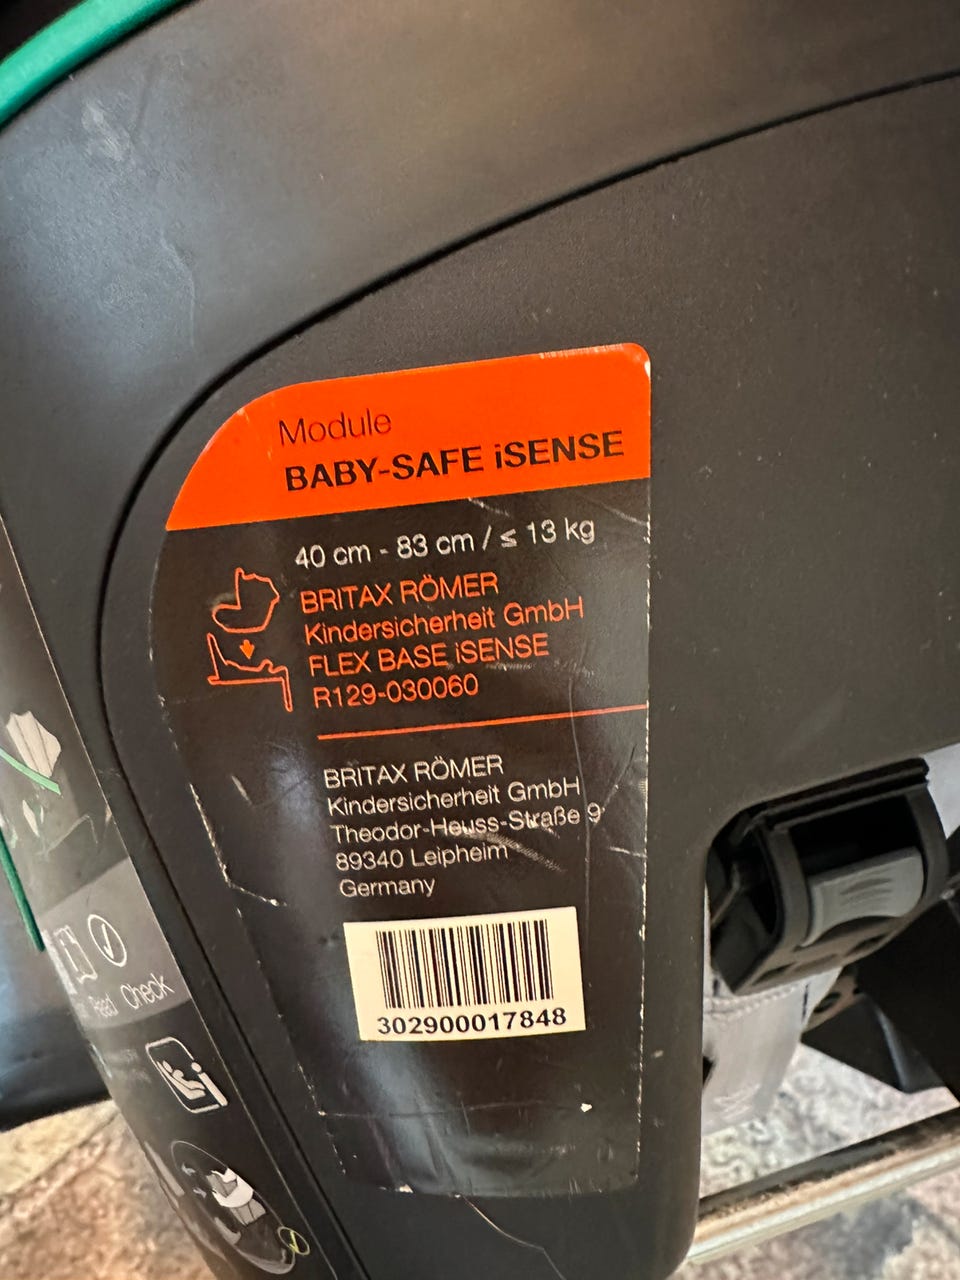 Module
BABY-SAFE iSENSE
40 cm - 83 cm / ≤ 13 kg
BRITAX RÖMER
Kindersicherheit GmbH
FLEX BASE iSENSE
R129-030060
BRITAX RÖMER
Kindersicherheit GmbH
Theodor-Heuss-Straße 9
89340 Leipheim
Germany
302900017848
Read Check